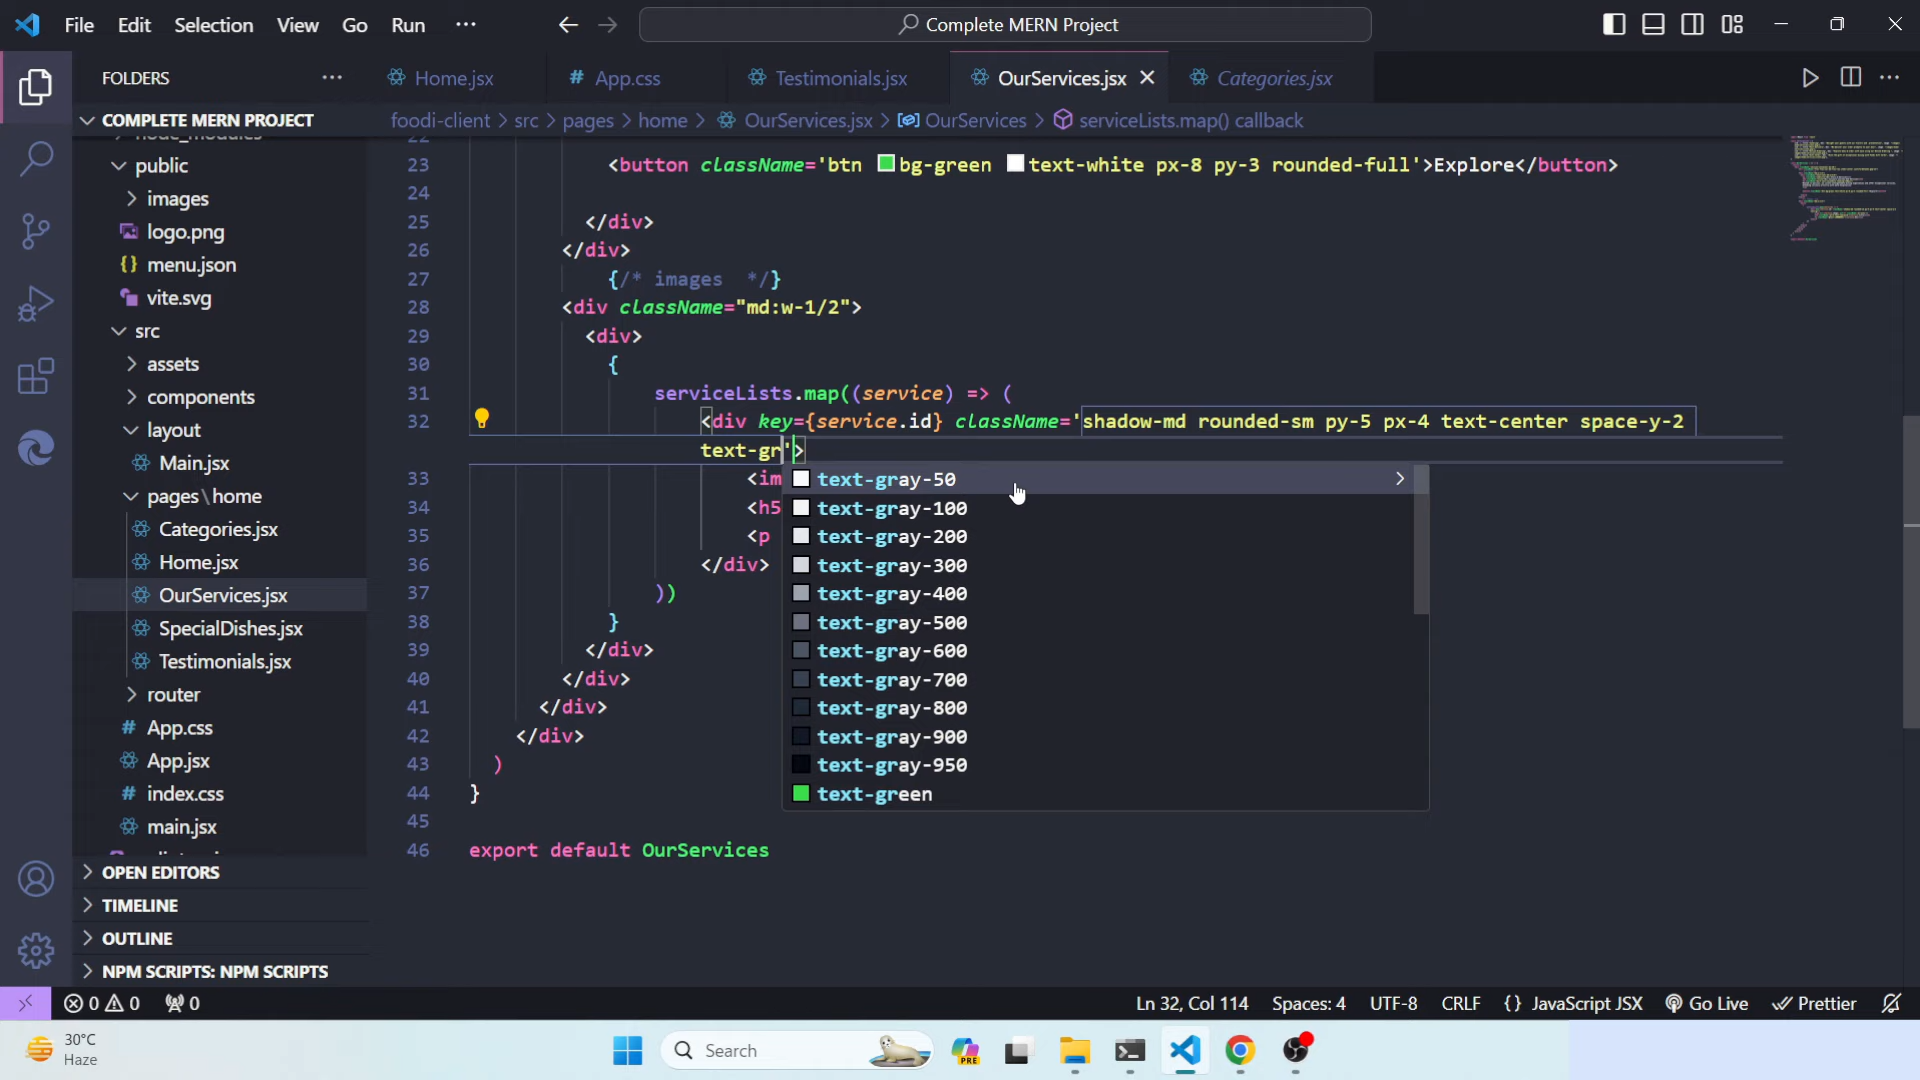 File Edit Selection View Go Run ··· Complete MERN Project
FOLDERS ··· Home.jsx # App.css Testimonials.jsx OurServices.jsx Categories.jsx ···
COMPLETE MERN PROJECT
foodi-client > src > pages > home > OurServices.jsx > OurServices > serviceLists.map() callback
node_modules
public
images
logo.png
{} menu.json
vite.svg
src
assets
components
layout
Main.jsx
pages\home
Categories.jsx
Home.jsx
OurServices.jsx
SpecialDishes.jsx
Testimonials.jsx
router
# App.css
App.jsx
# index.css
main.jsx
OPEN EDITORS
TIMELINE
OUTLINE
NPM SCRIPTS: NPM SCRIPTS
22
23 <button className='btn bg-green text-white px-8 py-3 rounded-full'>Explore</button>
24
25 </div>
26 </div>
27 {/* images */}
28 <div className="md:w-1/2">
29 <div>
30 {
31 serviceLists.map((service) => (
32 <div key={service.id} className='shadow-md rounded-sm py-5 px-4 text-center space-y-2
text-gr'>
33 <im
34 <h5
35 <p
36 </div>
37 ))
38 }
39 </div>
40 </div>
41 </div>
42 </div>
43 )
44 }
45
46 export default OurServices
text-gray-50 >
text-gray-100
text-gray-200
text-gray-300
text-gray-400
text-gray-500
text-gray-600
text-gray-700
text-gray-800
text-gray-900
text-gray-950
text-green
0 0 0 Ln 32, Col 114 Spaces: 4 UTF-8 CRLF {} JavaScript JSX Go Live Prettier
30°C
Haze
Search
PRE